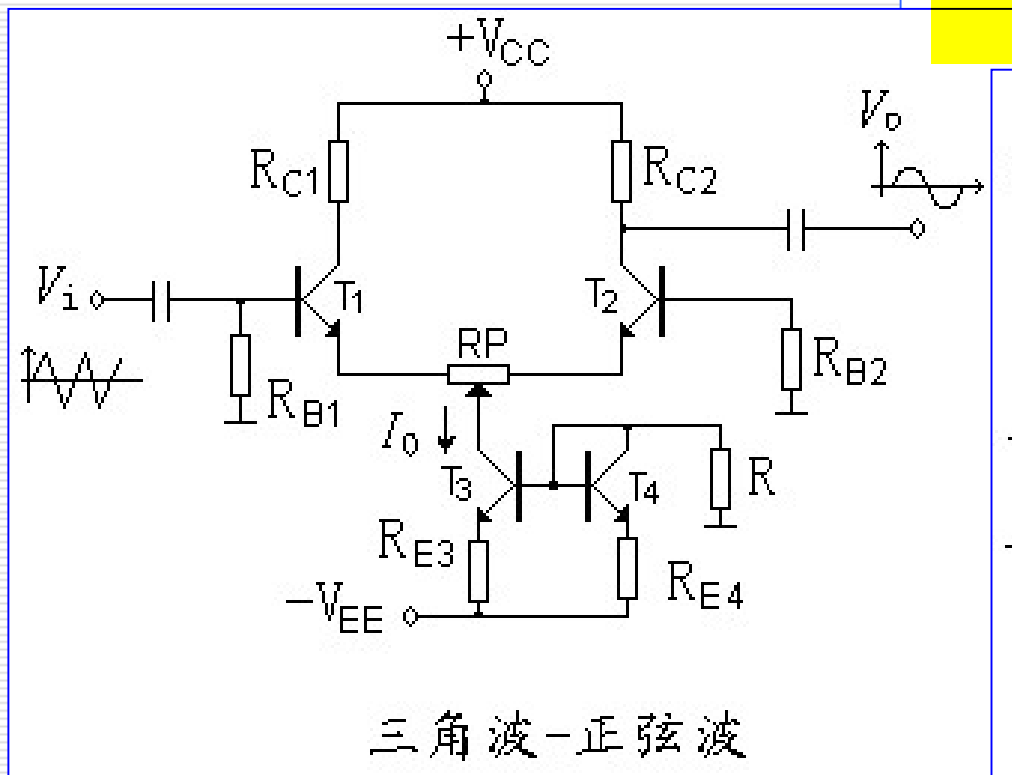 +VCC
Vo
RC1
RC2
Vi
T1
T2
RP
RB1
RB2
I0
T3
T4
R
RE3
RE4
-VEE
三角波-正弦波